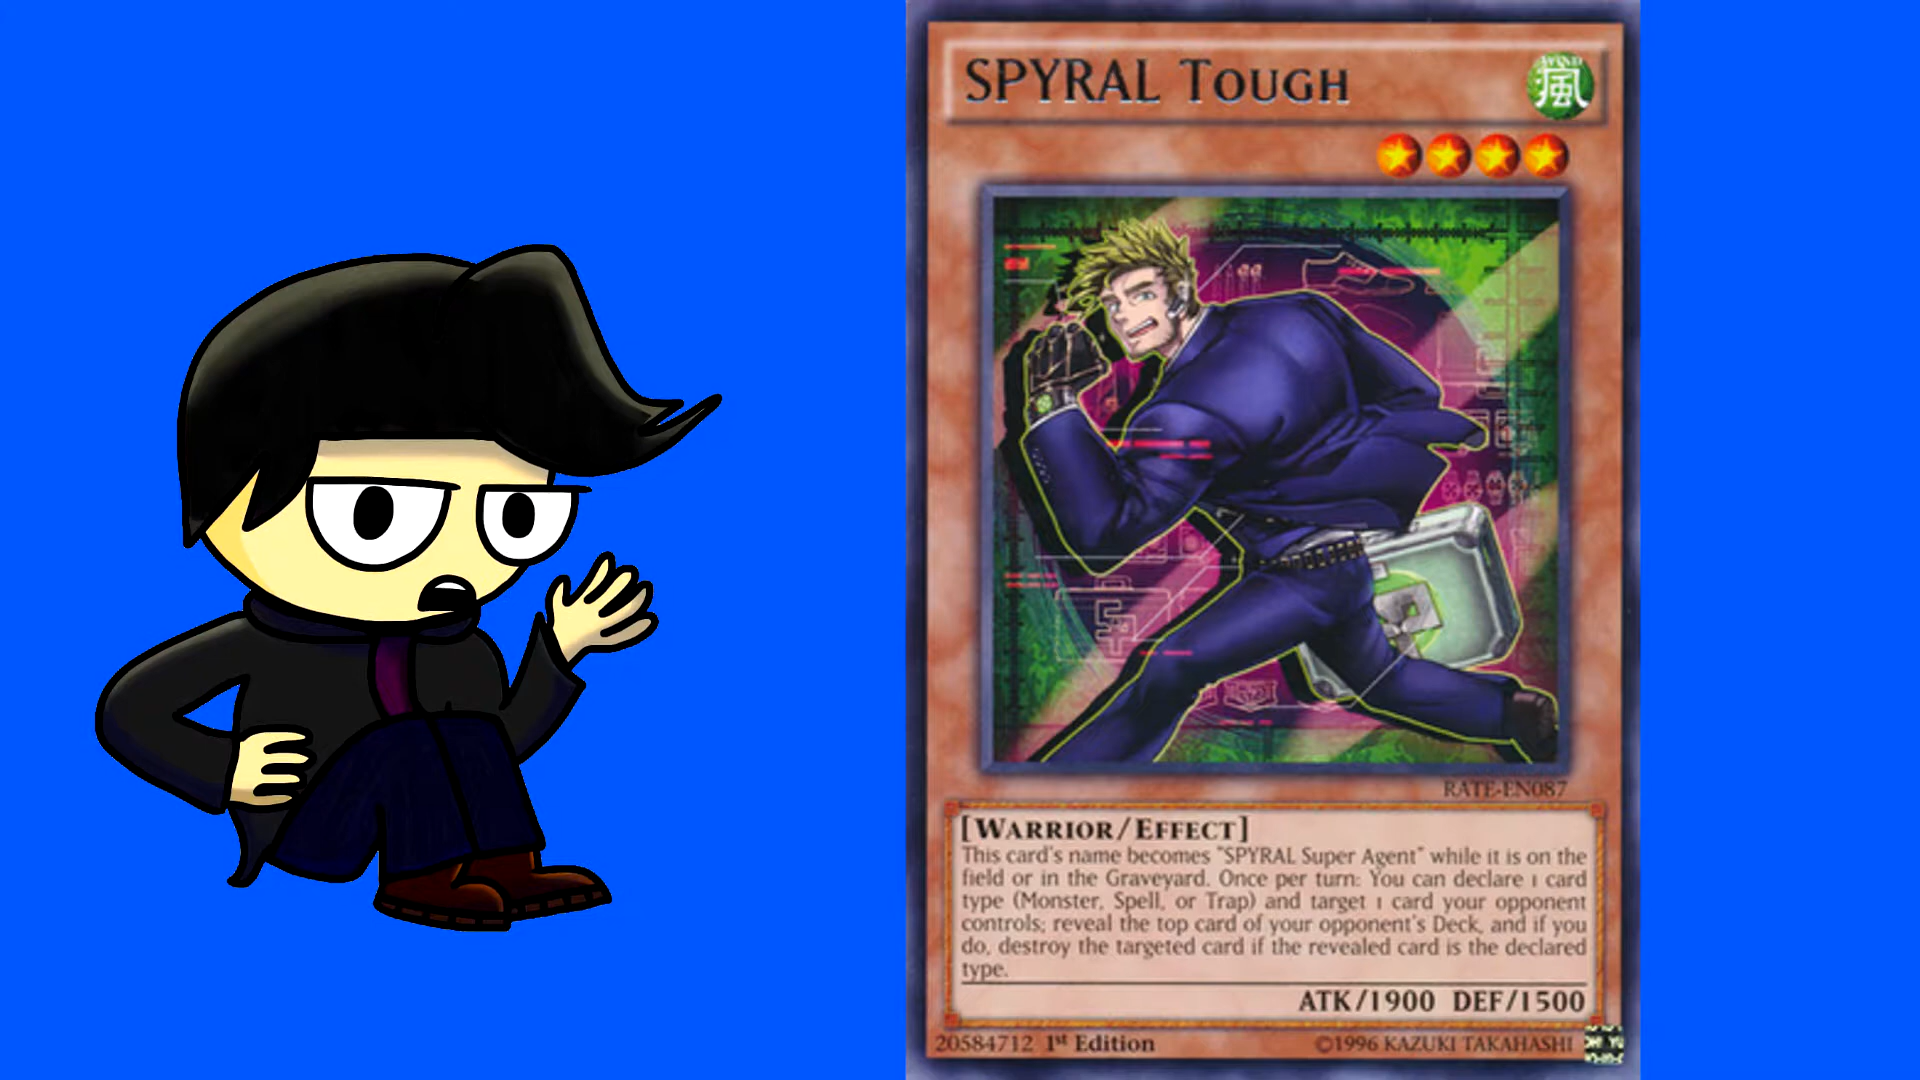 SPYRAL Tough
WIND
風
RATE-EN087
[Warrior/Effect]
This card's name becomes "SPYRAL Super Agent" while it is on the
field or in the Graveyard. Once per turn: You can declare 1 card
type (Monster, Spell, or Trap) and target 1 card your opponent
controls; reveal the top card of your opponent's Deck, and if you
do, destroy the targeted card if the revealed card is the declared
type.
ATK/1900 DEF/1500
20584712 1st Edition ©1996 KAZUKI TAKAHASHI